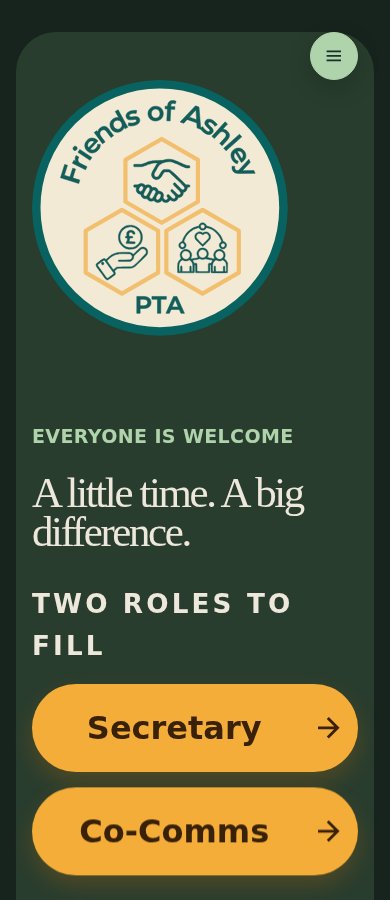 Friends of Ashley
£
PTA
EVERYONE IS WELCOME
A little time. A big
difference.
TWO ROLES TO
FILL
Secretary →
Co-Comms →